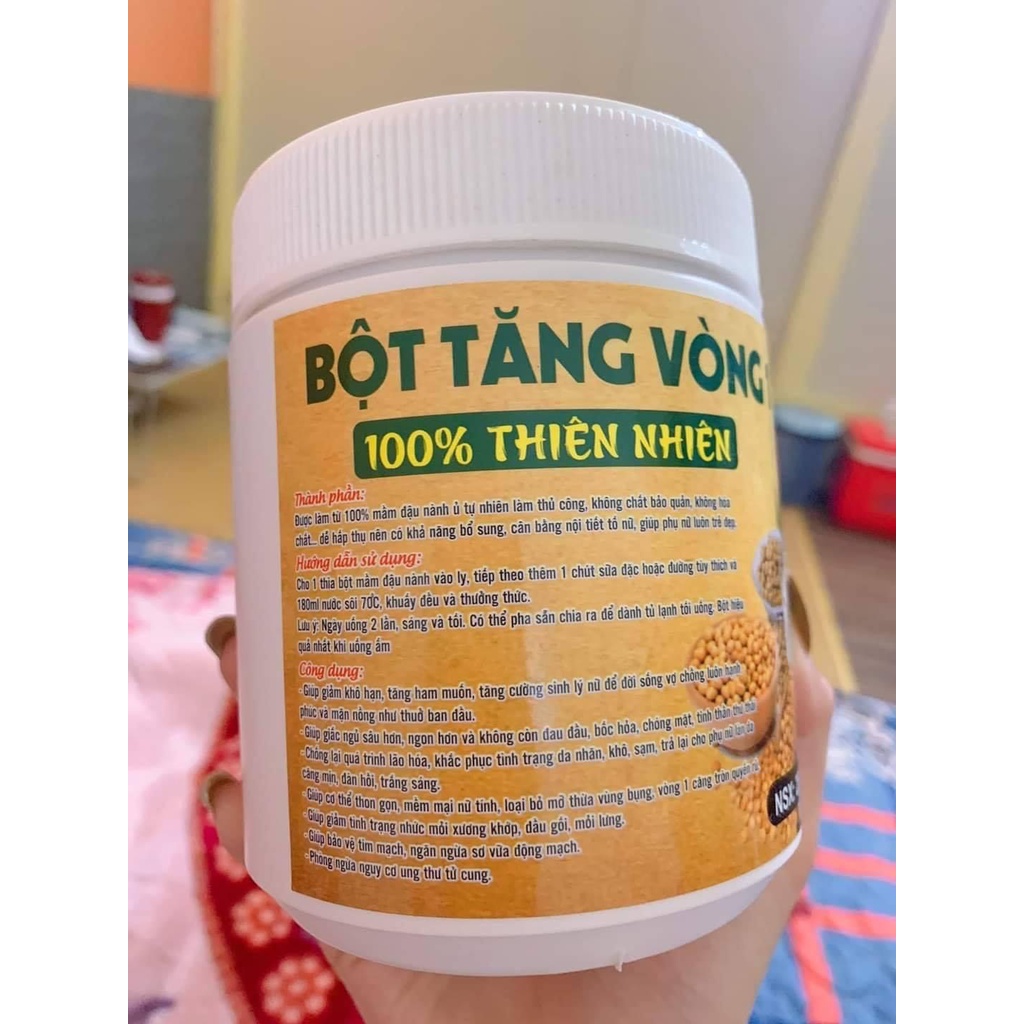 BỘT TĂNG VÒNG
100% THIÊN NHIÊN
Thành phần:
Được làm từ 100% mầm đậu nành ủ tự nhiên làm thủ công, không chất bảo quản, không hóa
chất... dễ hấp thụ nên có khả năng bổ sung, cân bằng nội tiết tố nữ, giúp phụ nữ luôn trẻ đẹp.
Hướng dẫn sử dụng:
Cho 1 thìa bột mầm đậu nành vào ly, tiếp theo thêm 1 chút sữa đặc hoặc đường tùy thích và
180ml nước sôi 70°C, khuấy đều và thưởng thức.
Lưu ý: Ngày uống 2 lần, sáng và tối. Có thể pha sẵn chia ra để dành tủ lạnh tối uống. Bột hiệu
quả nhất khi uống ấm
Công dụng:
- Giúp giảm khô hạn, tăng ham muốn, tăng cường sinh lý nữ để đời sống vợ chồng luôn hạnh
phúc và mặn nồng như thuở ban đầu.
- Giúp giấc ngủ sâu hơn, ngon hơn và không còn đau đầu, bốc hỏa, chóng mặt, tinh thần thư thái
- Chống lại quá trình lão hóa, khắc phục tình trạng da nhăn, khô, sạm, trả lại cho phụ nữ làn da
căng mịn, đàn hồi, trắng sáng.
- Giúp cơ thể thon gọn, mềm mại nữ tính, loại bỏ mỡ thừa vùng bụng, vòng 1 căng tròn quyến rũ.
- Giúp giảm tình trạng nhức mỏi xương khớp, đầu gối, mỏi lưng.
- Giúp bảo vệ tim mạch, ngăn ngừa sơ vữa động mạch.
- Phòng ngừa nguy cơ ung thư tử cung.
NSX: